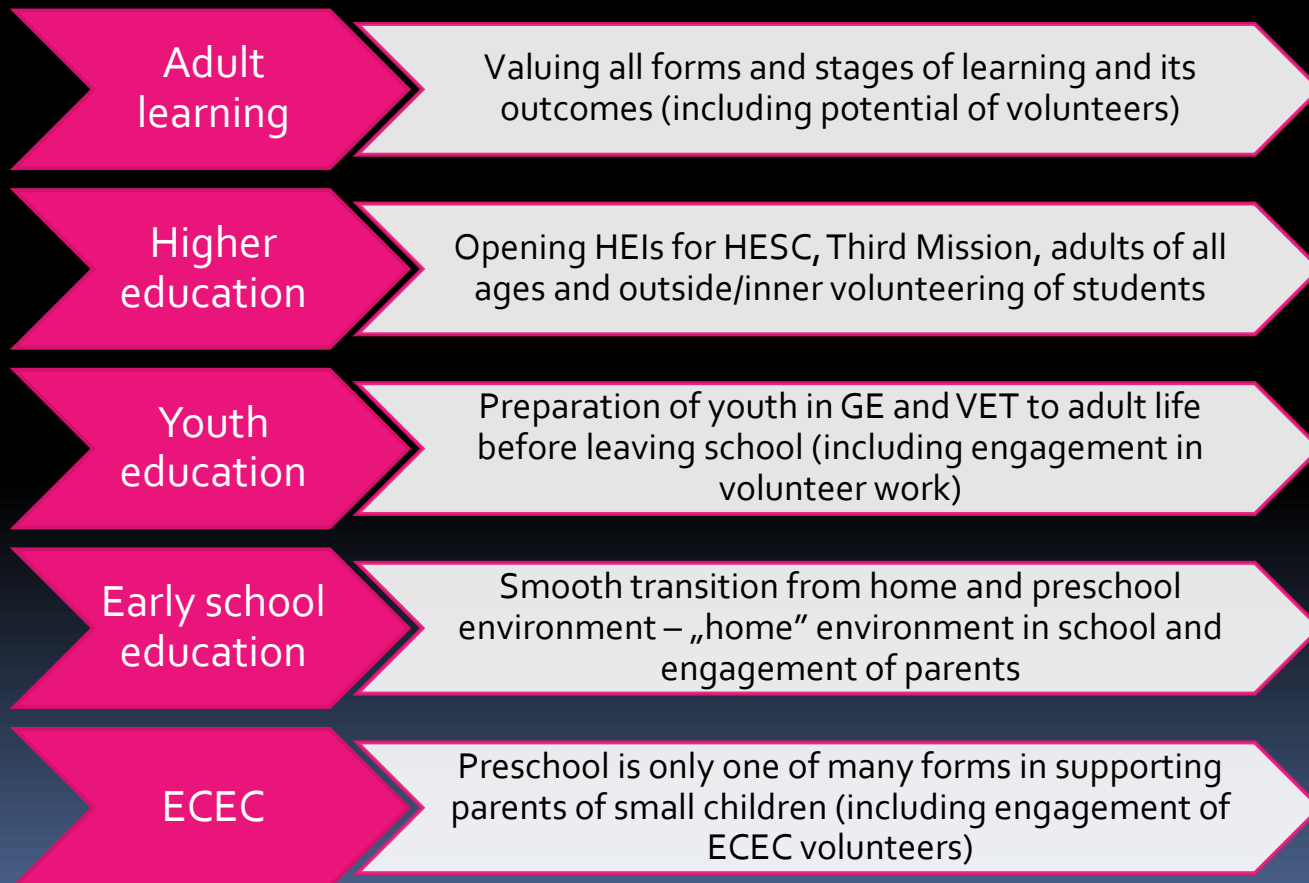 Adult
learning
Valuing all forms and stages of learning and its
outcomes (including potential of volunteers)
Higher
education
Opening HEIs for HESC, Third Mission, adults of all
ages and outside/inner volunteering of students
Youth
education
Preparation of youth in GE and VET to adult life
before leaving school (including engagement in
volunteer work)
Early school
education
Smooth transition from home and preschool
environment – „home” environment in school and
engagement of parents
ECEC
Preschool is only one of many forms in supporting
parents of small children (including engagement of
ECEC volunteers)